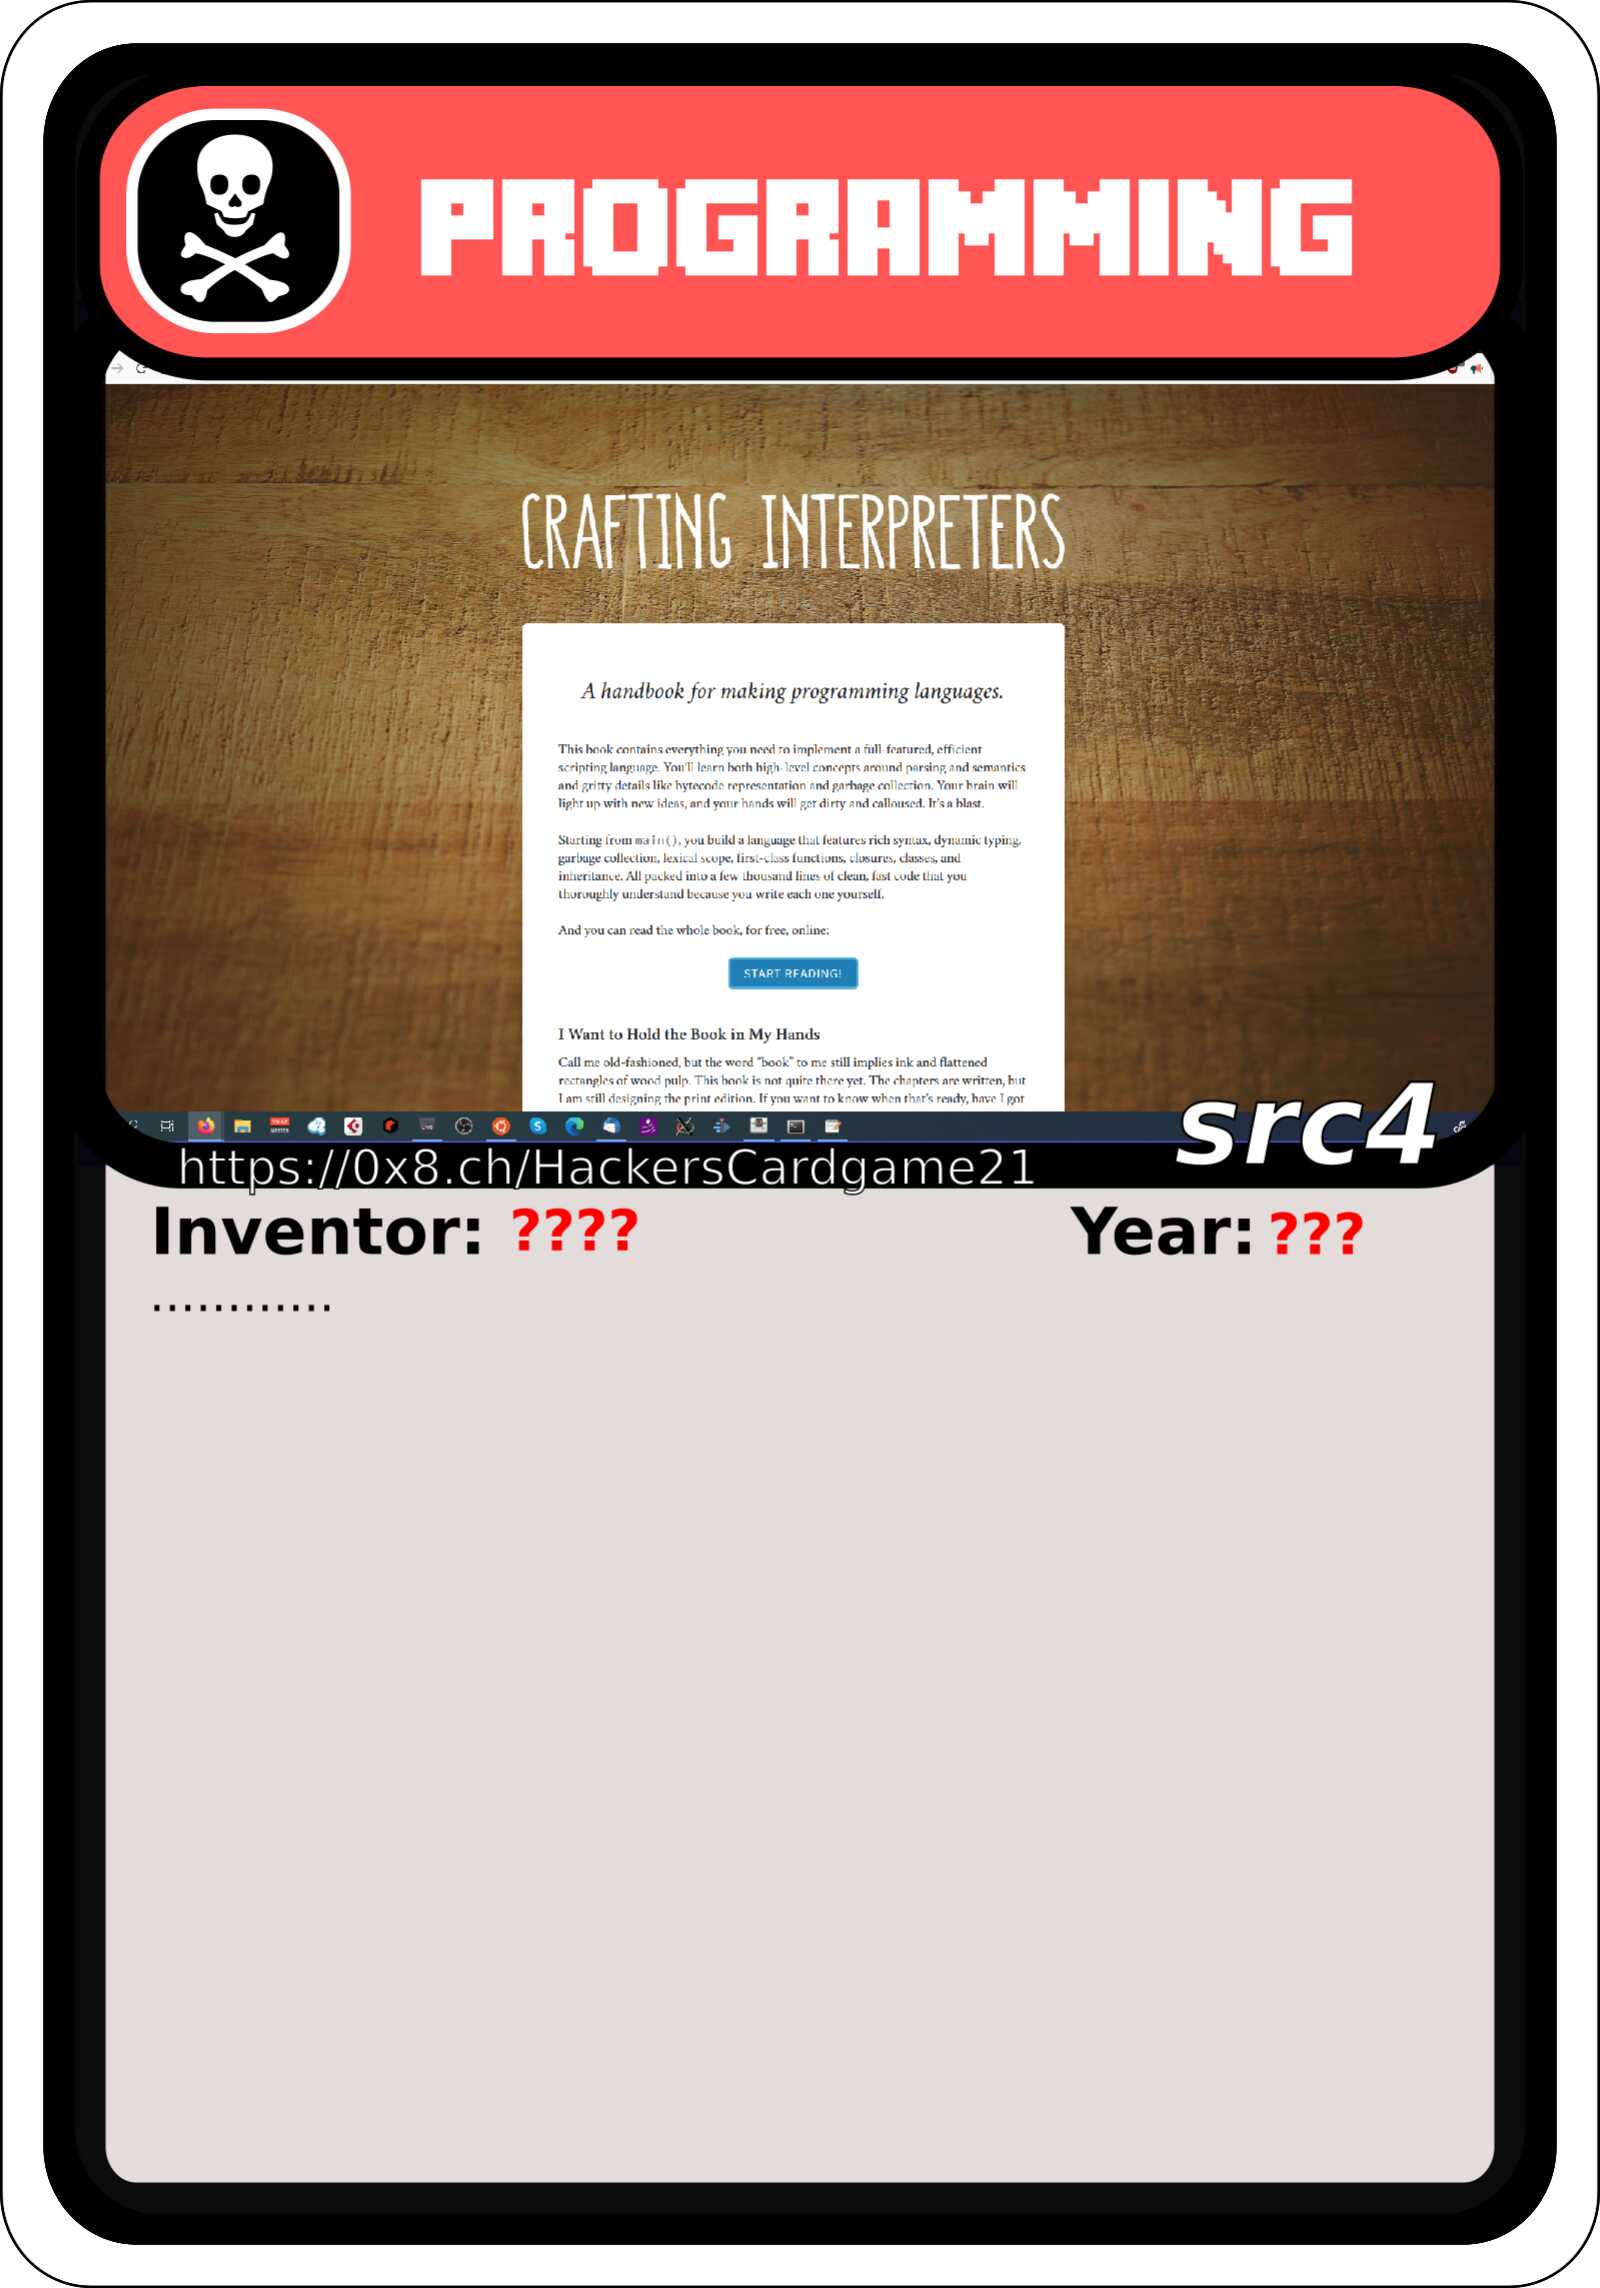 PROGRAMMING
CRAFTING INTERPRETERS
A handbook for making programming languages.
This book contains everything you need to implement a full-featured, efficient
scripting language. You'll learn both high-level concepts around parsing and semantics
and gritty details like bytecode representation and garbage collection. Your brain will
light up with new ideas, and your hands will get dirty and calloused. It's a blast.
Starting from main(), you build a language that features rich syntax, dynamic typing,
garbage collection, lexical scope, first-class functions, closures, classes, and
inheritance. All packed into a few thousand lines of clean, fast code that you
thoroughly understand because you write each one yourself.
And you can read the whole book, for free, online:
START READING!
I Want to Hold the Book in My Hands
Call me old-fashioned, but the word "book" to me still implies ink and flattened
rectangles of wood pulp. This book is not quite there yet. The chapters are written, but
I am still designing the print edition. If you want to know when that's ready, have I got
src4
https://0x8.ch/HackersCardgame21
Inventor: ????
Year: ???
............